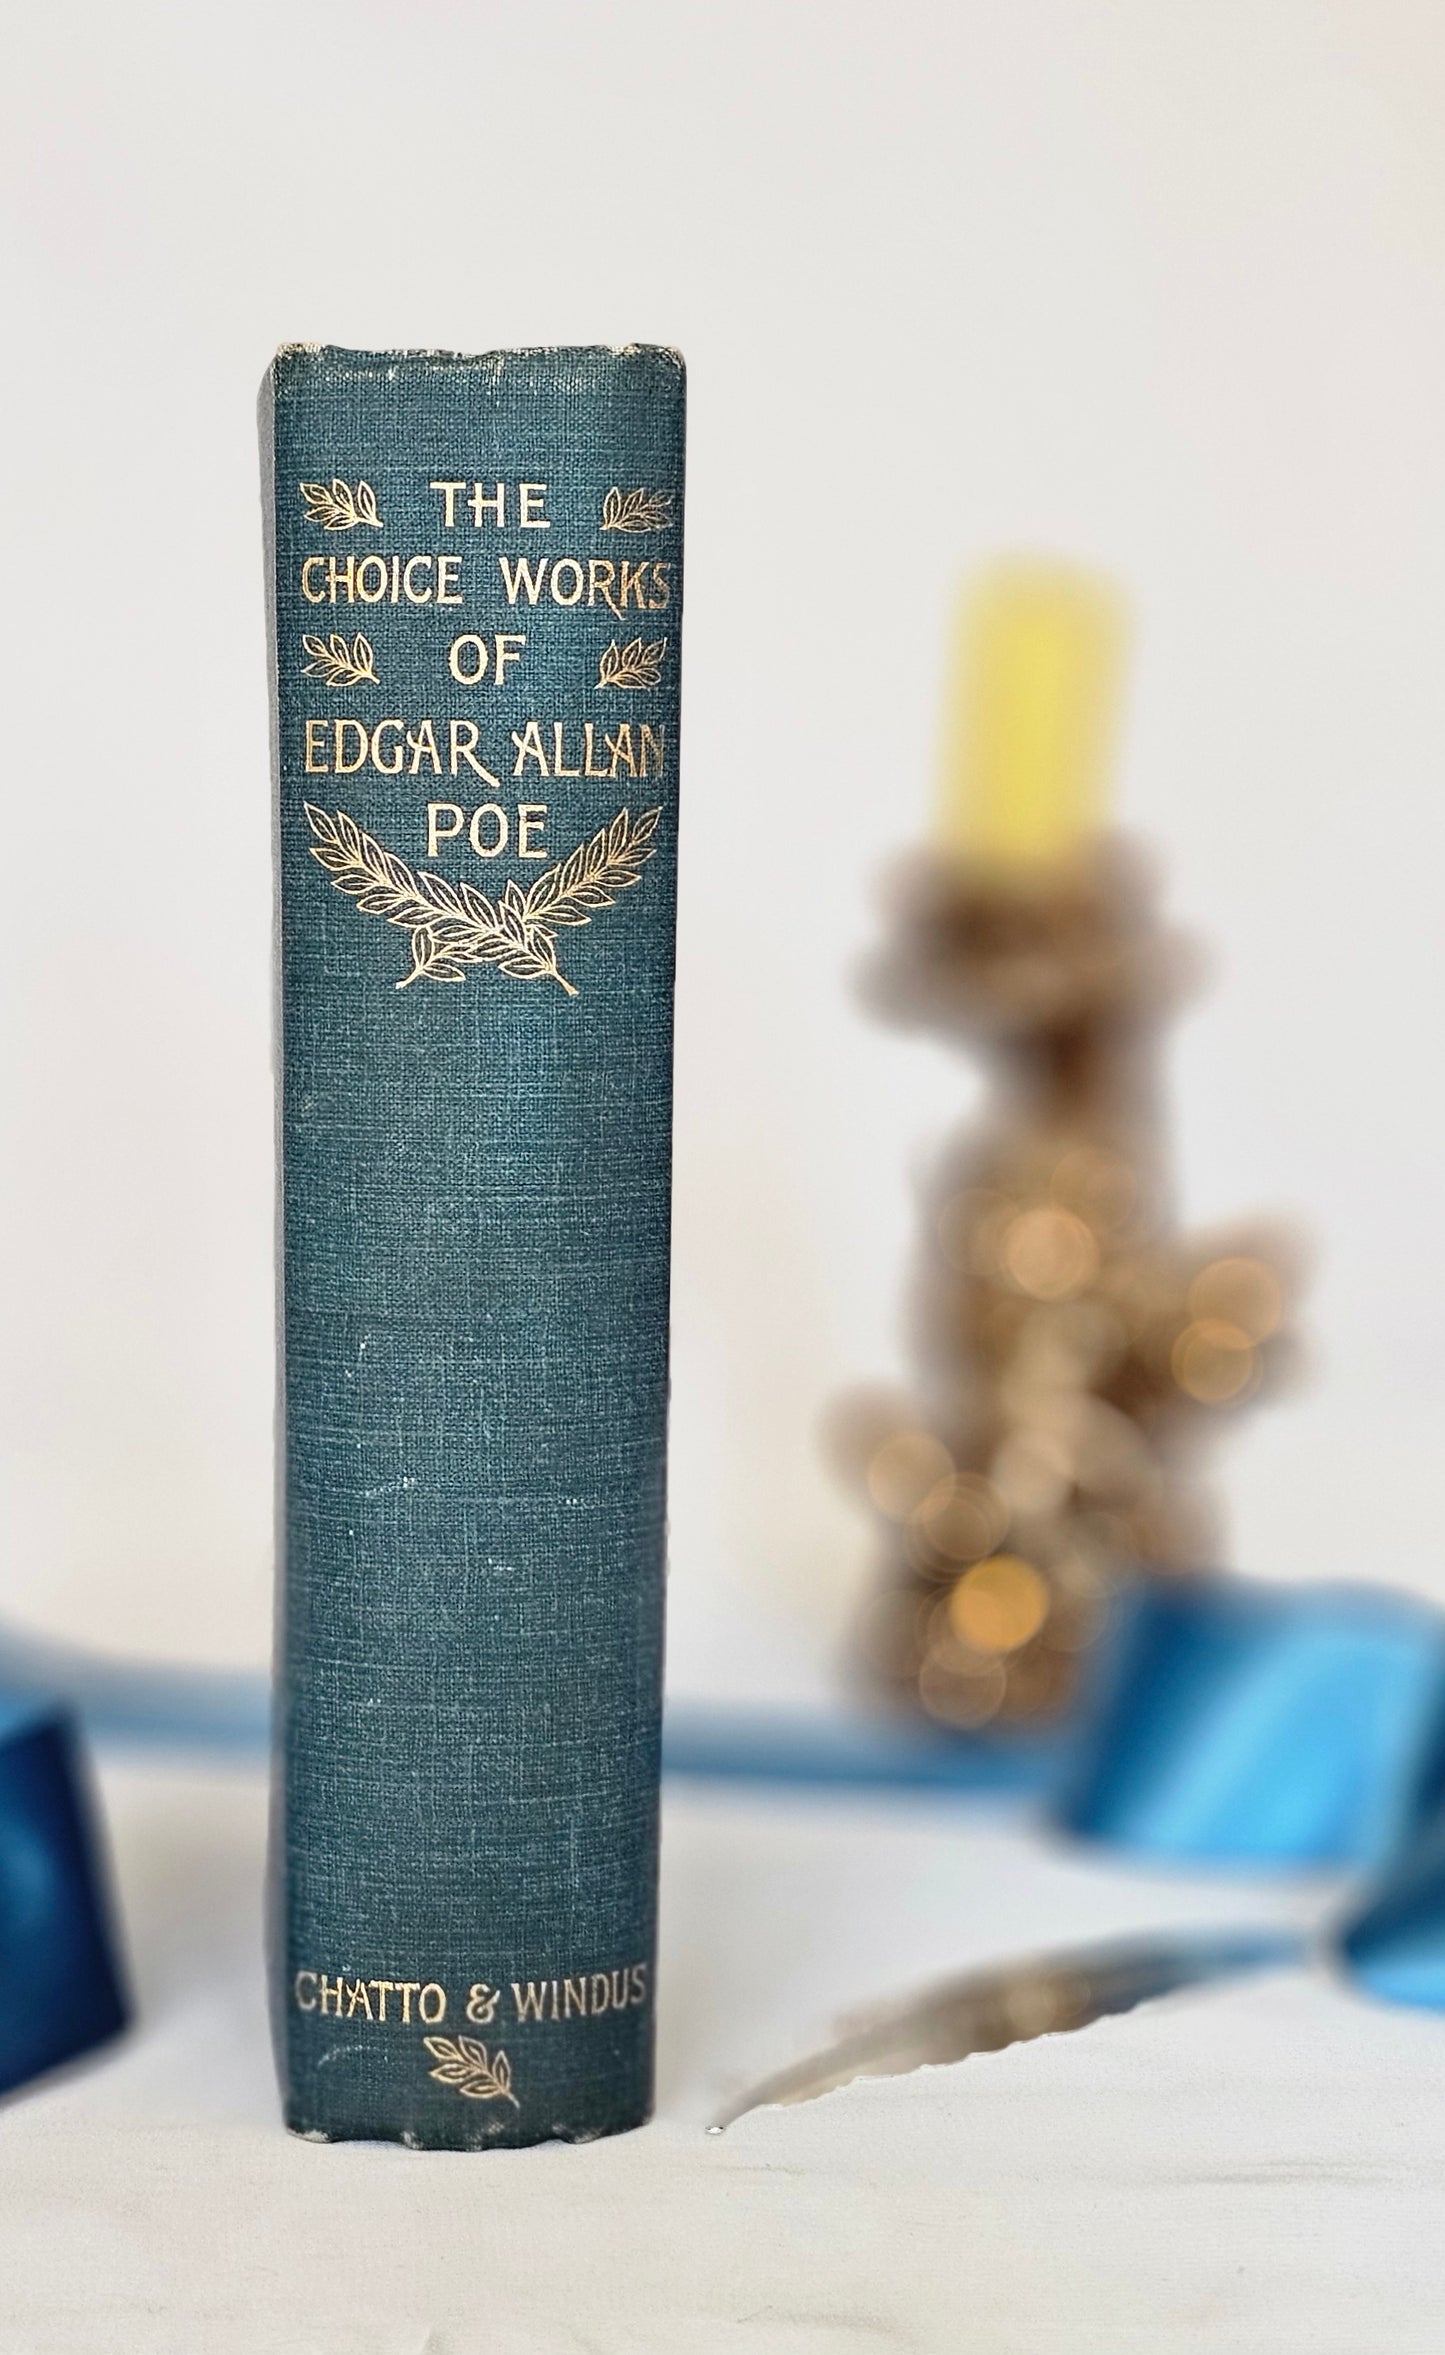 THE
CHOICE WORKS
OF
EDGAR ALLAN
POE
CHATTO & WINDUS